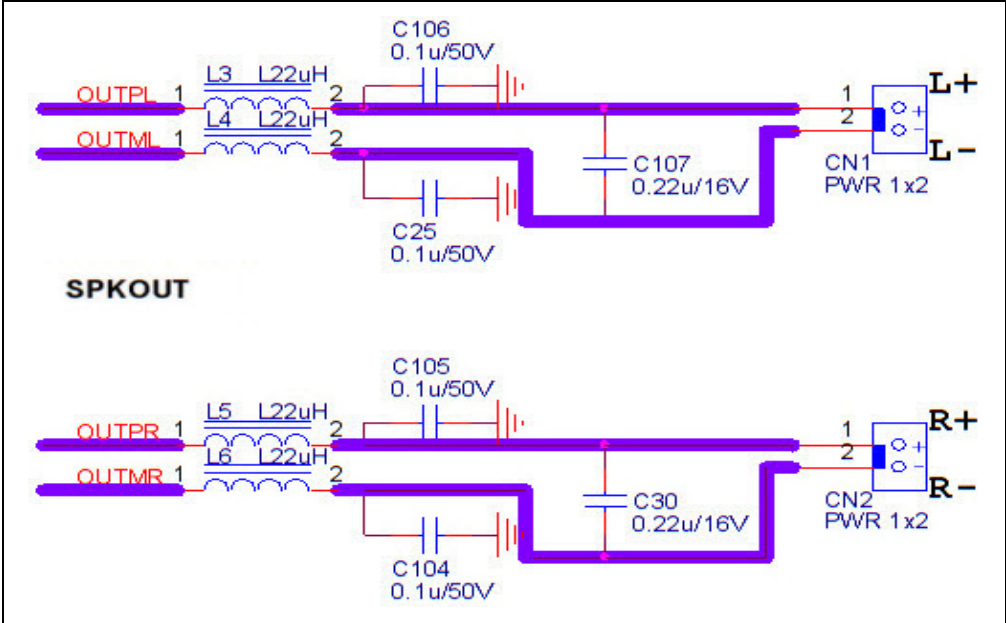 C106
0.1u/50V
L3 L22uH
OUTPL 1 2
L4 L22uH
OUTML 1 2
1 L+
2
+
-
L-
C107
0.22u/16V
CN1
PWR 1x2
C25
0.1u/50V
SPKOUT
C105
0.1u/50V
L5 L22uH
OUTPR 1 2
L6 L22uH
OUTMR 1 2
1 R+
2
+
-
R-
C30
0.22u/16V
CN2
PWR 1x2
C104
0.1u/50V